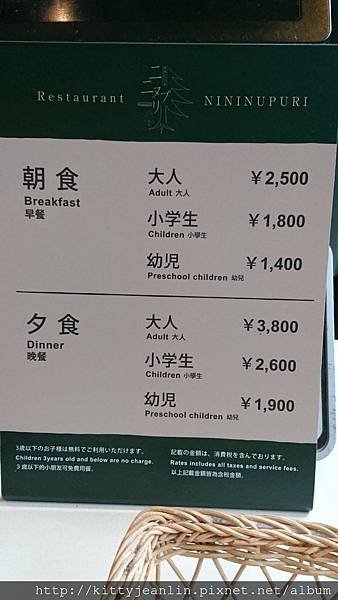 Restaurant ニニヌプリ NININUPURI
朝食
Breakfast
早餐
大人 ¥2,500
Adult 大人
小学生 ¥1,800
Children 小學生
幼児 ¥1,400
Preschool children 幼兒
夕食
Dinner
晚餐
大人 ¥3,800
Adult 大人
小学生 ¥2,600
Children 小學生
幼児 ¥1,900
Preschool children 幼兒
3歳以下のお子様は無料でご利用いただけます。
Children 3years old and below are no charge.
3 歲以下的小朋友可免費用餐。
記載の金額は、消費税を含んでおります。
Rates includes all taxes and service fees.
以上記載金額皆為含稅金額。
http://kittyjeanlin.pixnet.net/album